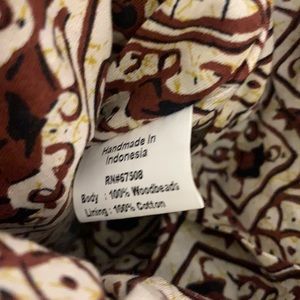 Handmade In
Indonesia
RN#67508
Body : 100% Woodbeads
Lining : 100% Cotton